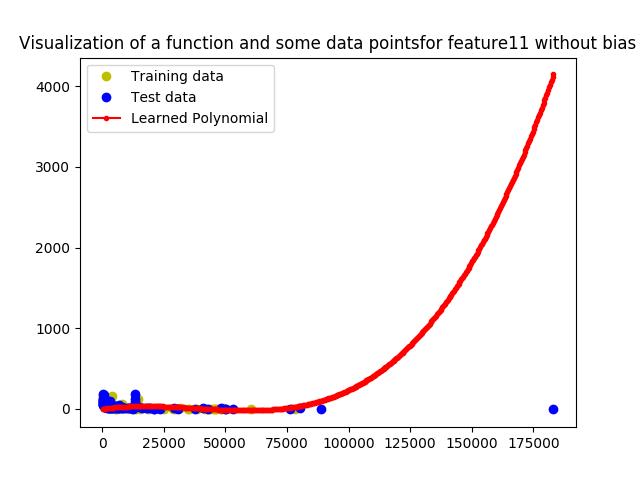 Visualization of a function and some data pointsfor feature11 without bias
Training data
Test data
Learned Polynomial
4000
3000
2000
1000
0
0 25000 50000 75000 100000 125000 150000 175000